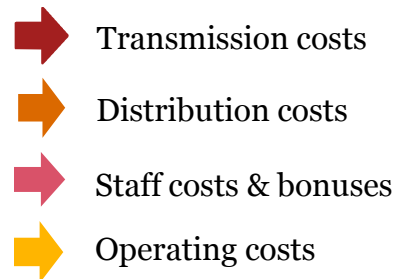 Transmission costs
Distribution costs
Staff costs & bonuses
Operating costs